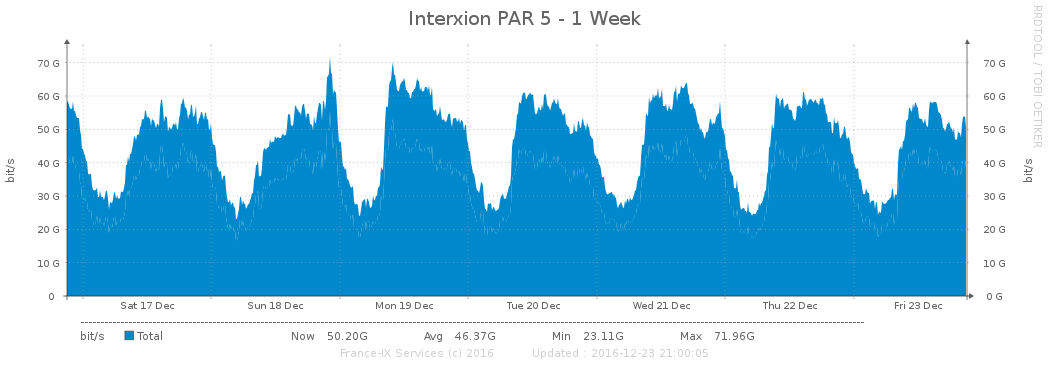 Interxion PAR 5 - 1 Week
RRDTOOL / TOBI OETIKER
bit/s
70 G 70 G
60 G 60 G
50 G 50 G
40 G 40 G
30 G 30 G
20 G 20 G
10 G 10 G
0 0 G
bit/s
Sat 17 Dec Sun 18 Dec Mon 19 Dec Tue 20 Dec Wed 21 Dec Thu 22 Dec Fri 23 Dec
bit/s Total Now 50.20G Avg 46.37G Min 23.11G Max 71.96G
France-IX Services (c) 2016 Updated : 2016-12-23 21:00:05